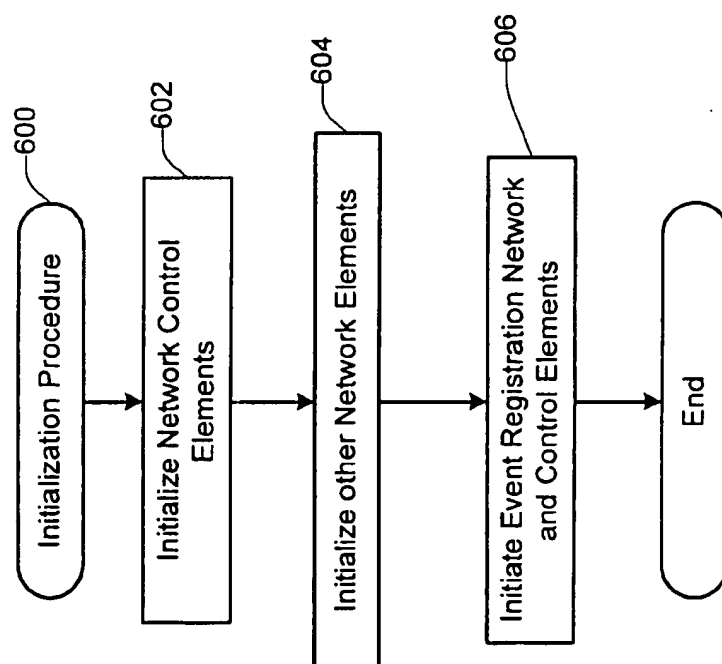 600
Initialization Procedure
602
Initialize Network Control
Elements
604
Initialize other Network Elements
606
Initiate Event Registration Network
and Control Elements
End